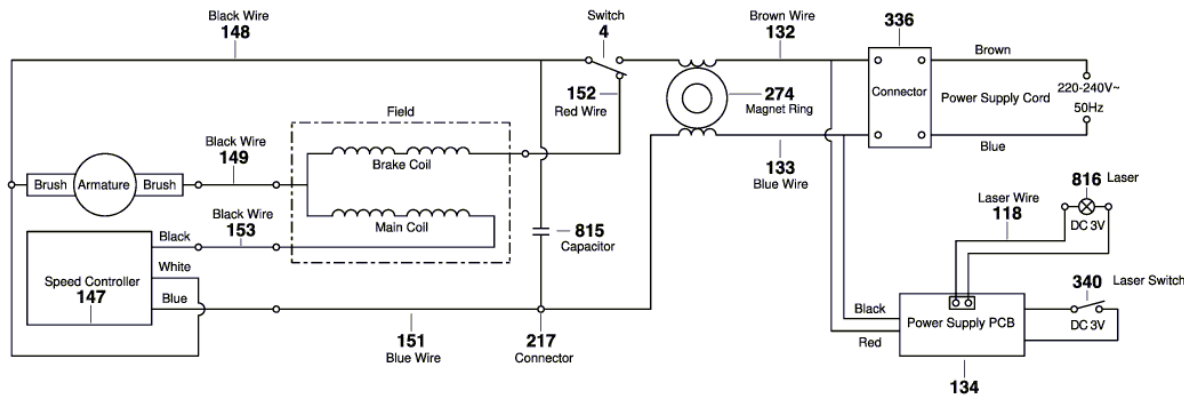 Black Wire
148
Switch
4
Brown Wire
132
336
Brown
Connector
Power Supply Cord
220-240V~
50Hz
Blue
152
Red Wire
274
Magnet Ring
Field
Brake Coil
Main Coil
Black Wire
149
Brush
Armature
Brush
133
Blue Wire
816 Laser
Laser Wire
118
DC 3V
Black Wire
153
Black
White
Blue
Speed Controller
147
815
Capacitor
340 Laser Switch
DC 3V
Black
Red
Power Supply PCB
134
151
Blue Wire
217
Connector